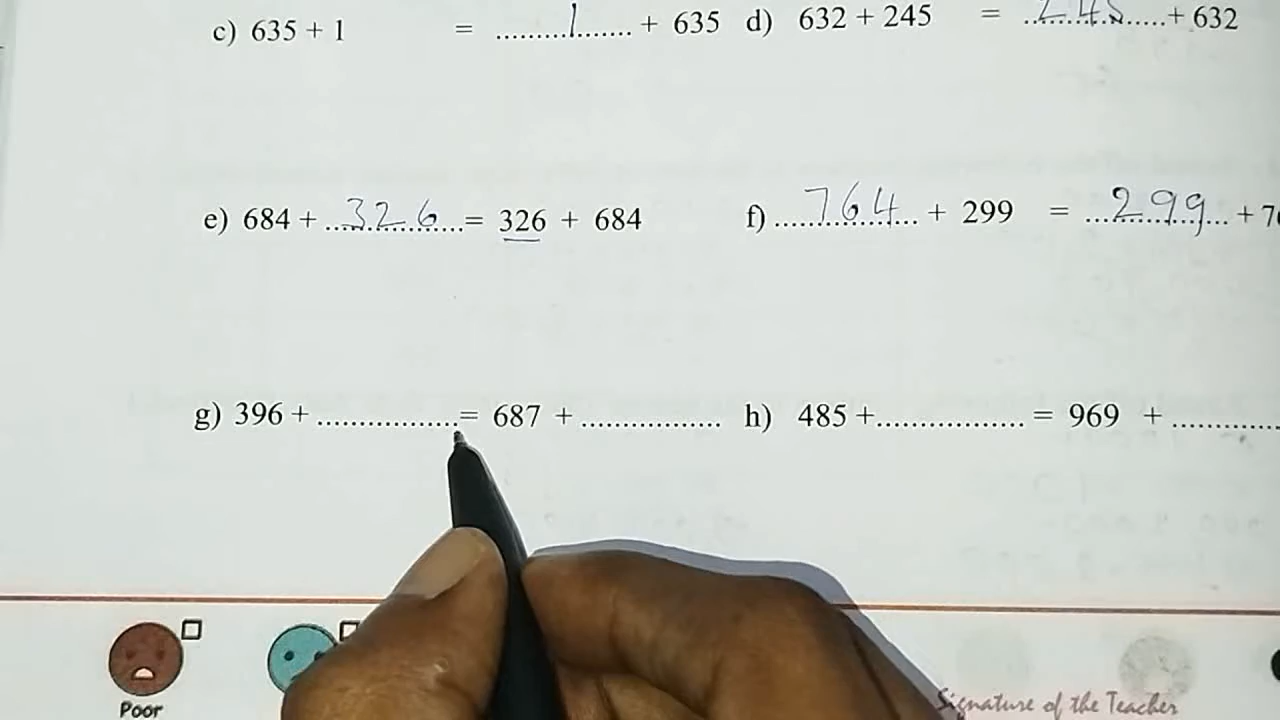 c) 635 + 1 = .........1....... + 635 d) 632 + 245 = ..245.....+ 632
e) 684 + ...326...= 326 + 684 f) ....764.... + 299 = ...299... + 7
g) 396 + .................= 687 + ................. h) 485 +.................. = 969 + .............
Poor
Signature of the Teacher